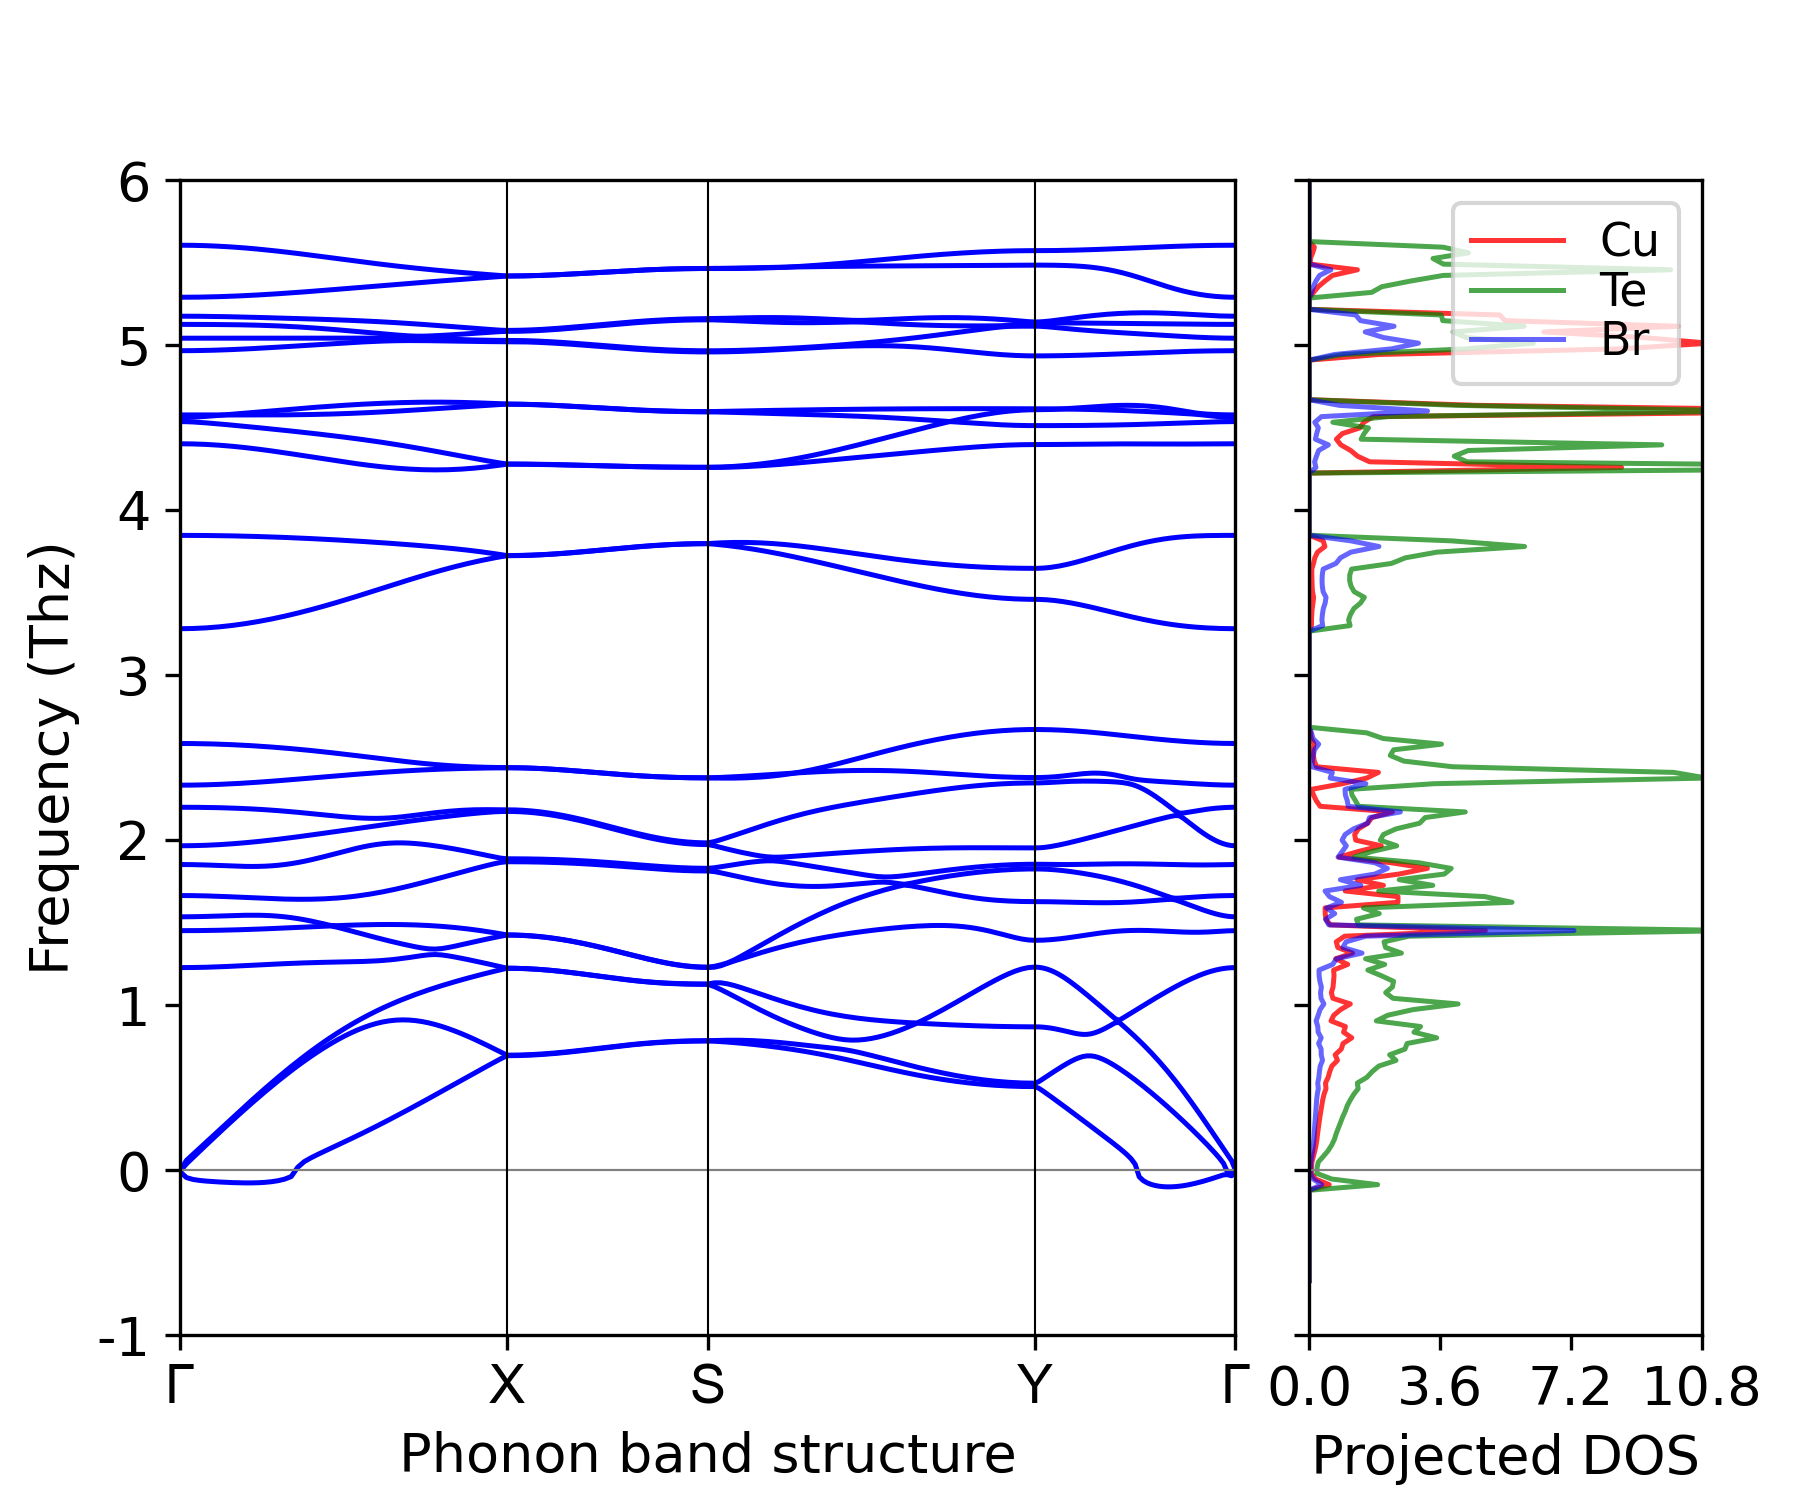 6
5
4
3
2
1
0
-1
Frequency (Thz)
Γ X S Y Γ
Phonon band structure
Cu
Te
Br
0.0 3.6 7.2 10.8
Projected DOS